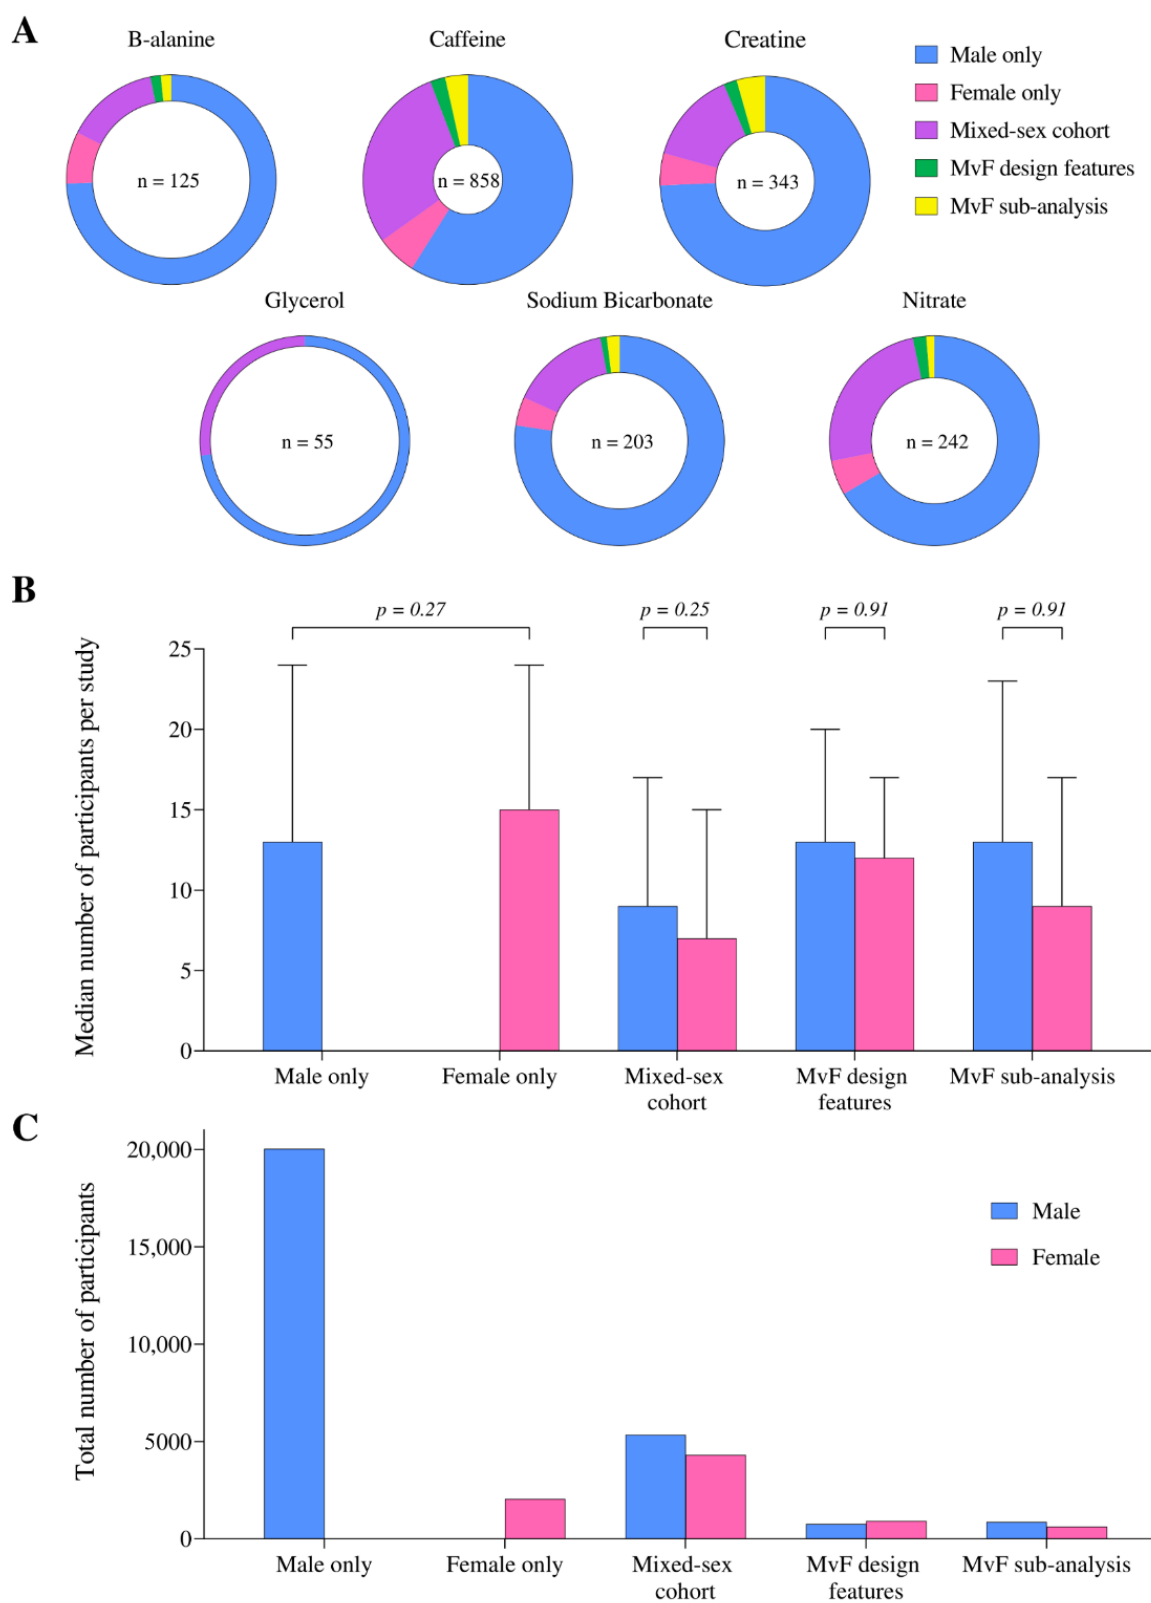 A
B-alanine
Caffeine
Creatine
Male only
Female only
Mixed-sex cohort
MvF design features
MvF sub-analysis
n = 125
n = 858
n = 343
Glycerol
Sodium Bicarbonate
Nitrate
n = 55
n = 203
n = 242
B
p = 0.27
p = 0.25
p = 0.91
p = 0.91
Median number of participants per study
25
20
15
10
5
0
Male only
Female only
Mixed-sex
cohort
MvF design
features
MvF sub-analysis
C
Total number of participants
20,000
15,000
10,000
5000
0
Male
Female
Male only
Female only
Mixed-sex
cohort
MvF design
features
MvF sub-analysis